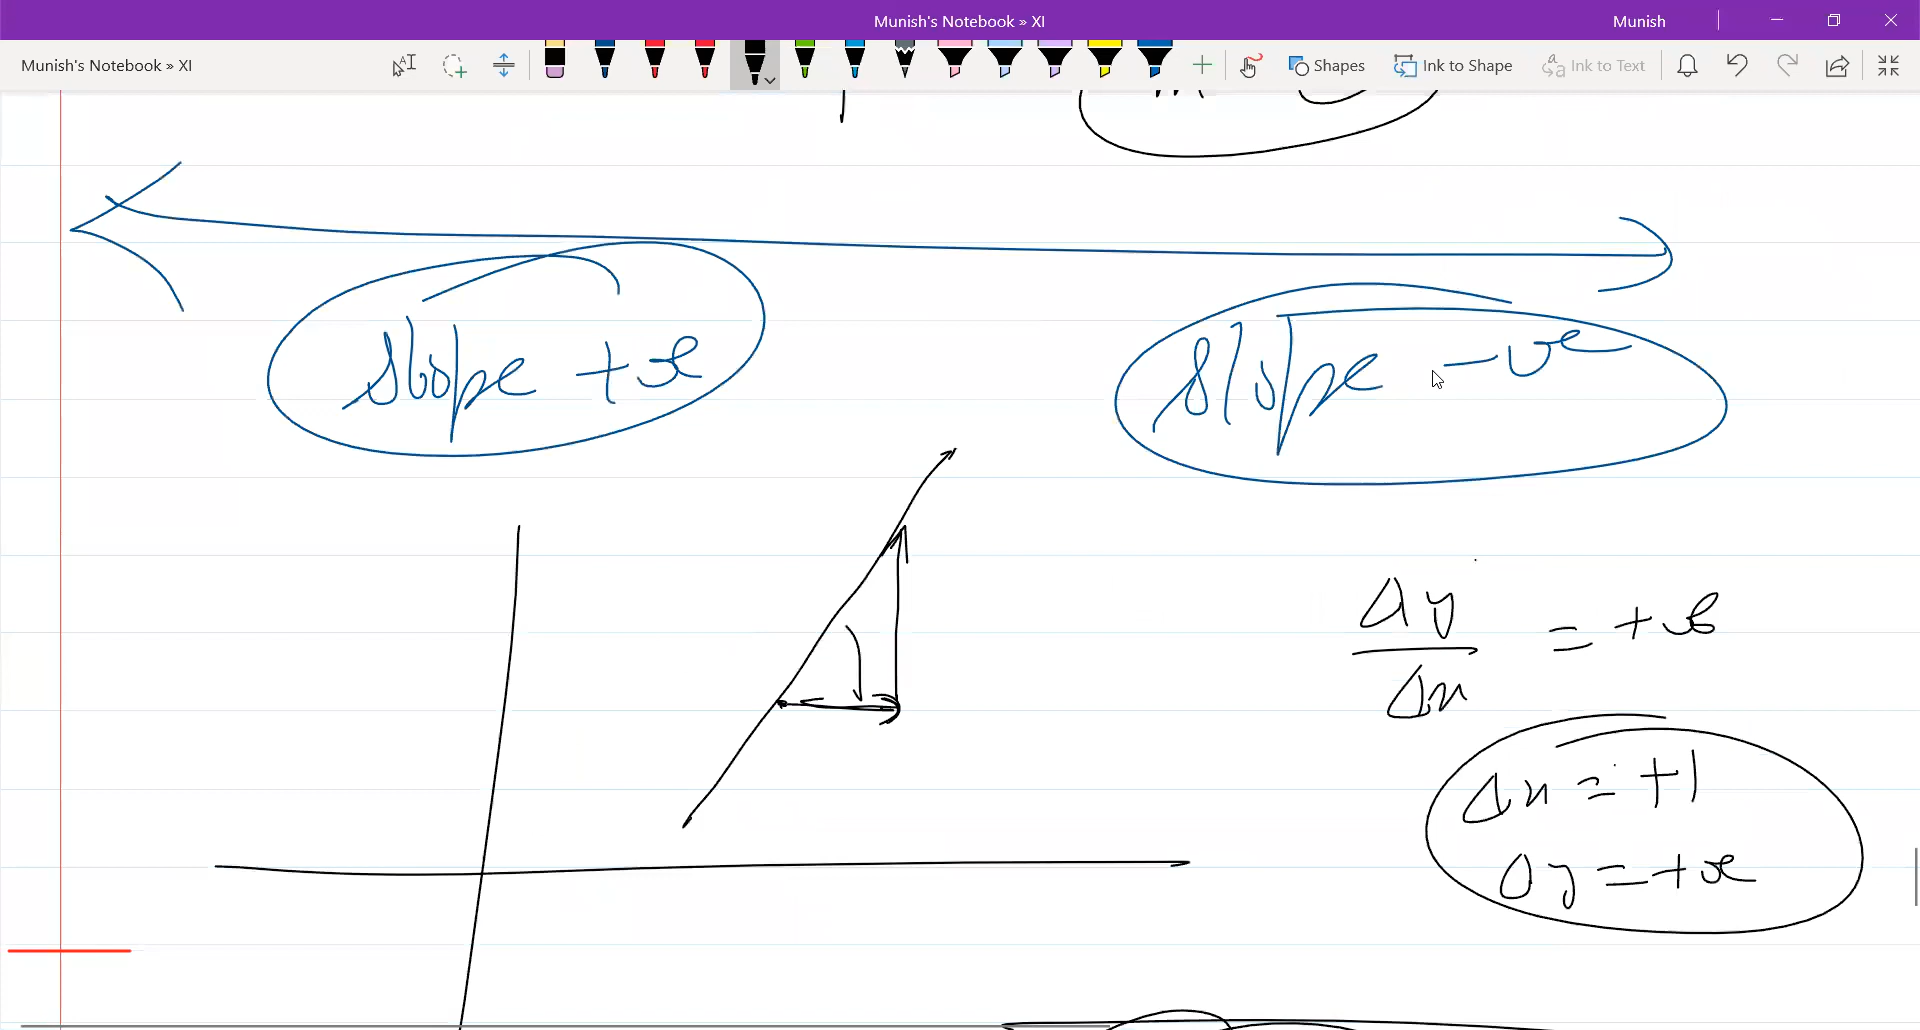 Munish's Notebook » XI
Munish
Munish's Notebook » XI
Shapes
Ink to Shape
Ink to Text
Slope +ve
Slope -ve
Δy/Δx = +ve
Δx = +1
Δy = +ve